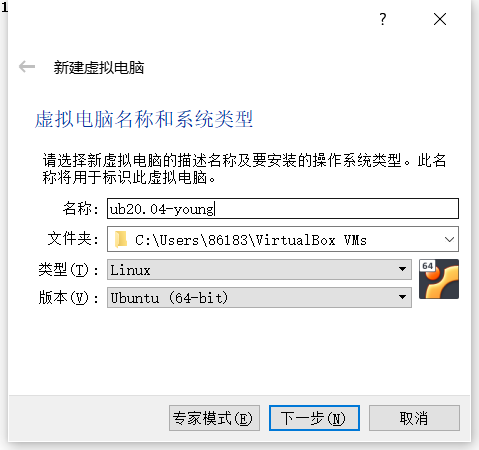 1
?
新建虚拟电脑
虚拟电脑名称和系统类型
请选择新虚拟电脑的描述名称及要安装的操作系统类型。此名
称将用于标识此虚拟电脑。
名称: ub20.04-young
文件夹: C:\Users\86183\VirtualBox VMs
类型(T): Linux
64
版本(V): Ubuntu (64-bit)
专家模式(E) 下一步(N) 取消